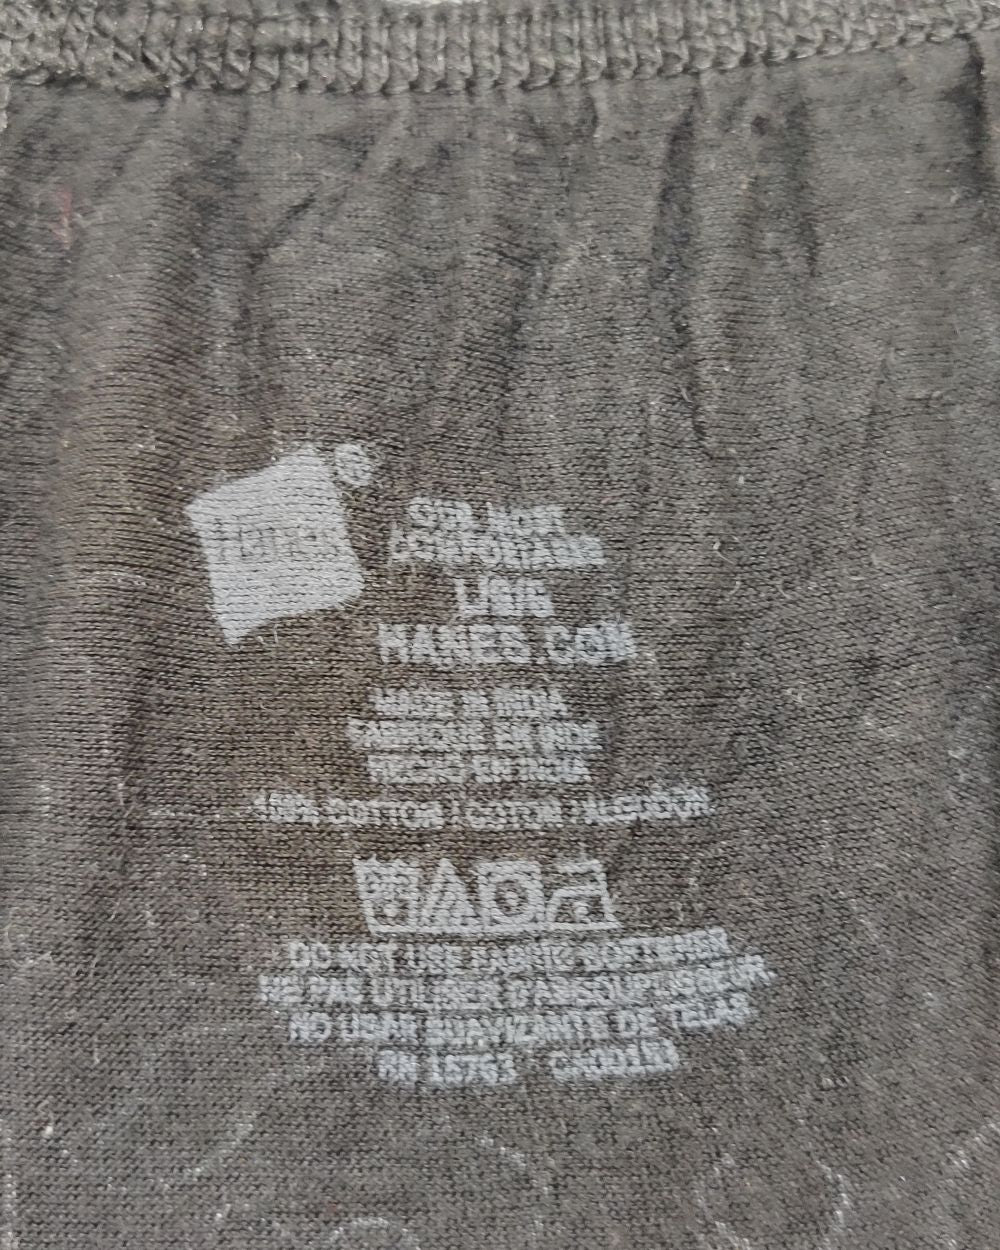 Hanes
®
L/G/G
HANES.COM
MADE IN INDIA
FABRIQUÉ EN INDE
HECHO EN INDIA
100% COTTON / COTON / ALGODÓN
DO NOT USE FABRIC SOFTENER
NE PAS UTILISER D'ASSOUPLISSEUR
NO USAR SUAVIZANTE DE TELAS
RN 15763